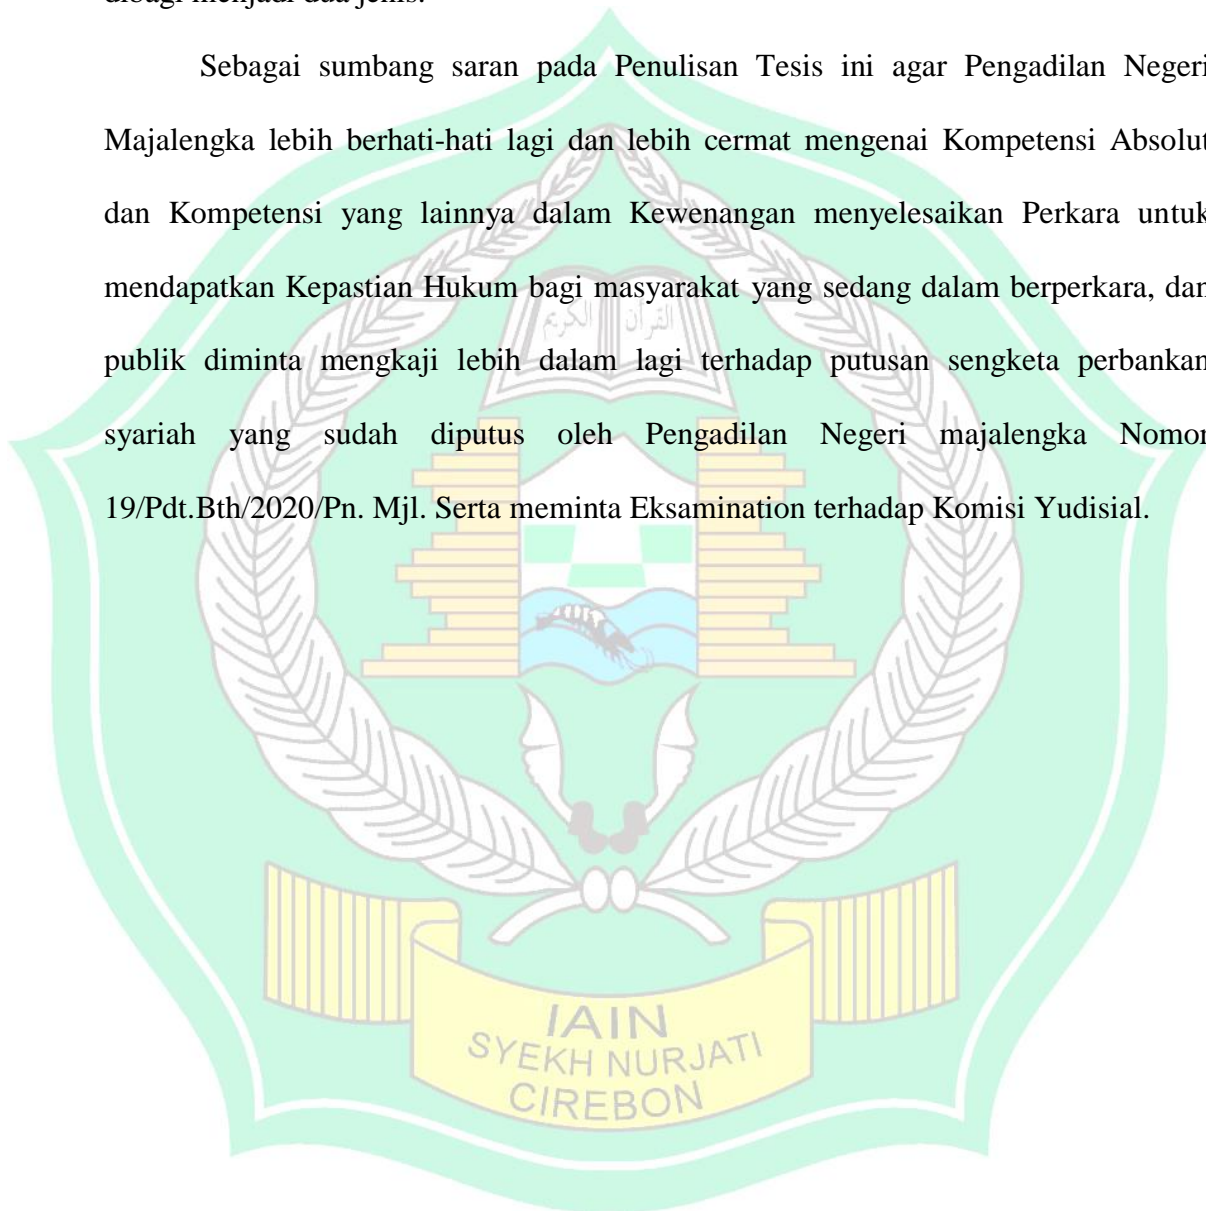 dibagi menjadi dua jenis.
Sebagai sumbang saran pada Penulisan Tesis ini agar Pengadilan Negeri
Majalengka lebih berhati-hati lagi dan lebih cermat mengenai Kompetensi Absolut
dan Kompetensi yang lainnya dalam Kewenangan menyelesaikan Perkara untuk
mendapatkan Kepastian Hukum bagi masyarakat yang sedang dalam berperkara, dan
publik diminta mengkaji lebih dalam lagi terhadap putusan sengketa perbankan
syariah yang sudah diputus oleh Pengadilan Negeri majalengka Nomor
19/Pdt.Bth/2020/Pn. Mjl. Serta meminta Eksamination terhadap Komisi Yudisial.
القرآن الكريم
IAIN
SYEKH NURJATI
CIREBON